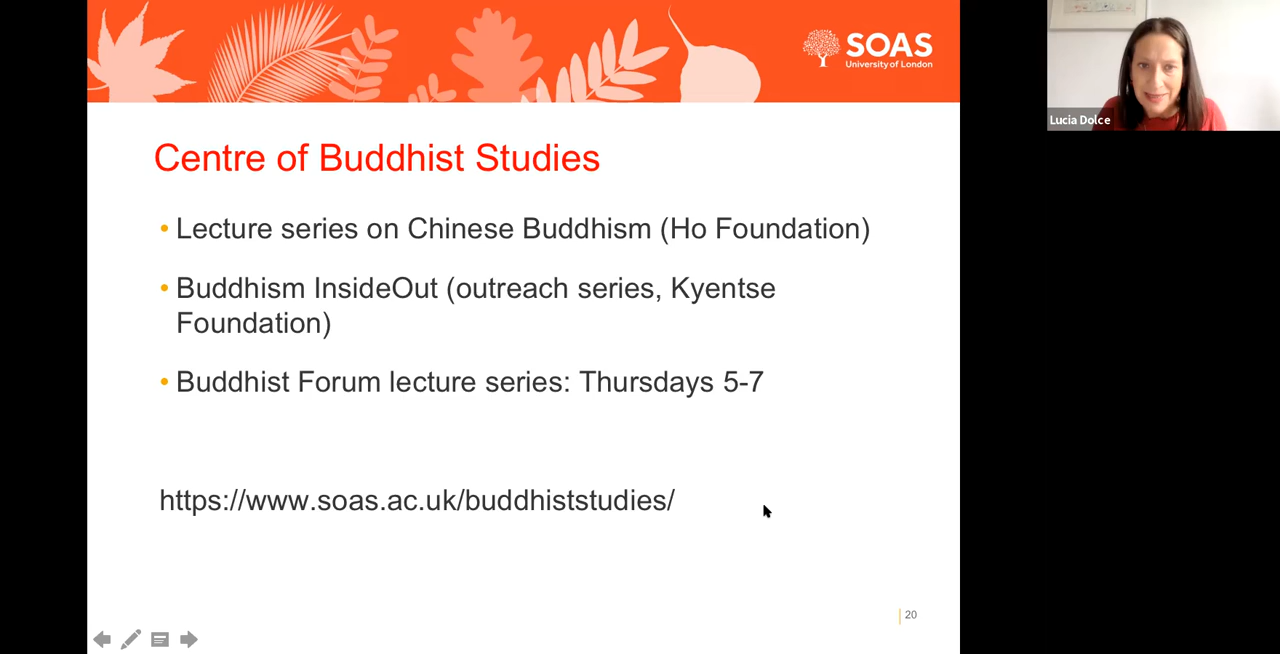 SOAS
University of London
Lucia Dolce
Centre of Buddhist Studies
• Lecture series on Chinese Buddhism (Ho Foundation)
• Buddhism InsideOut (outreach series, Kyentse
Foundation)
• Buddhist Forum lecture series: Thursdays 5-7
https://www.soas.ac.uk/buddhiststudies/
20